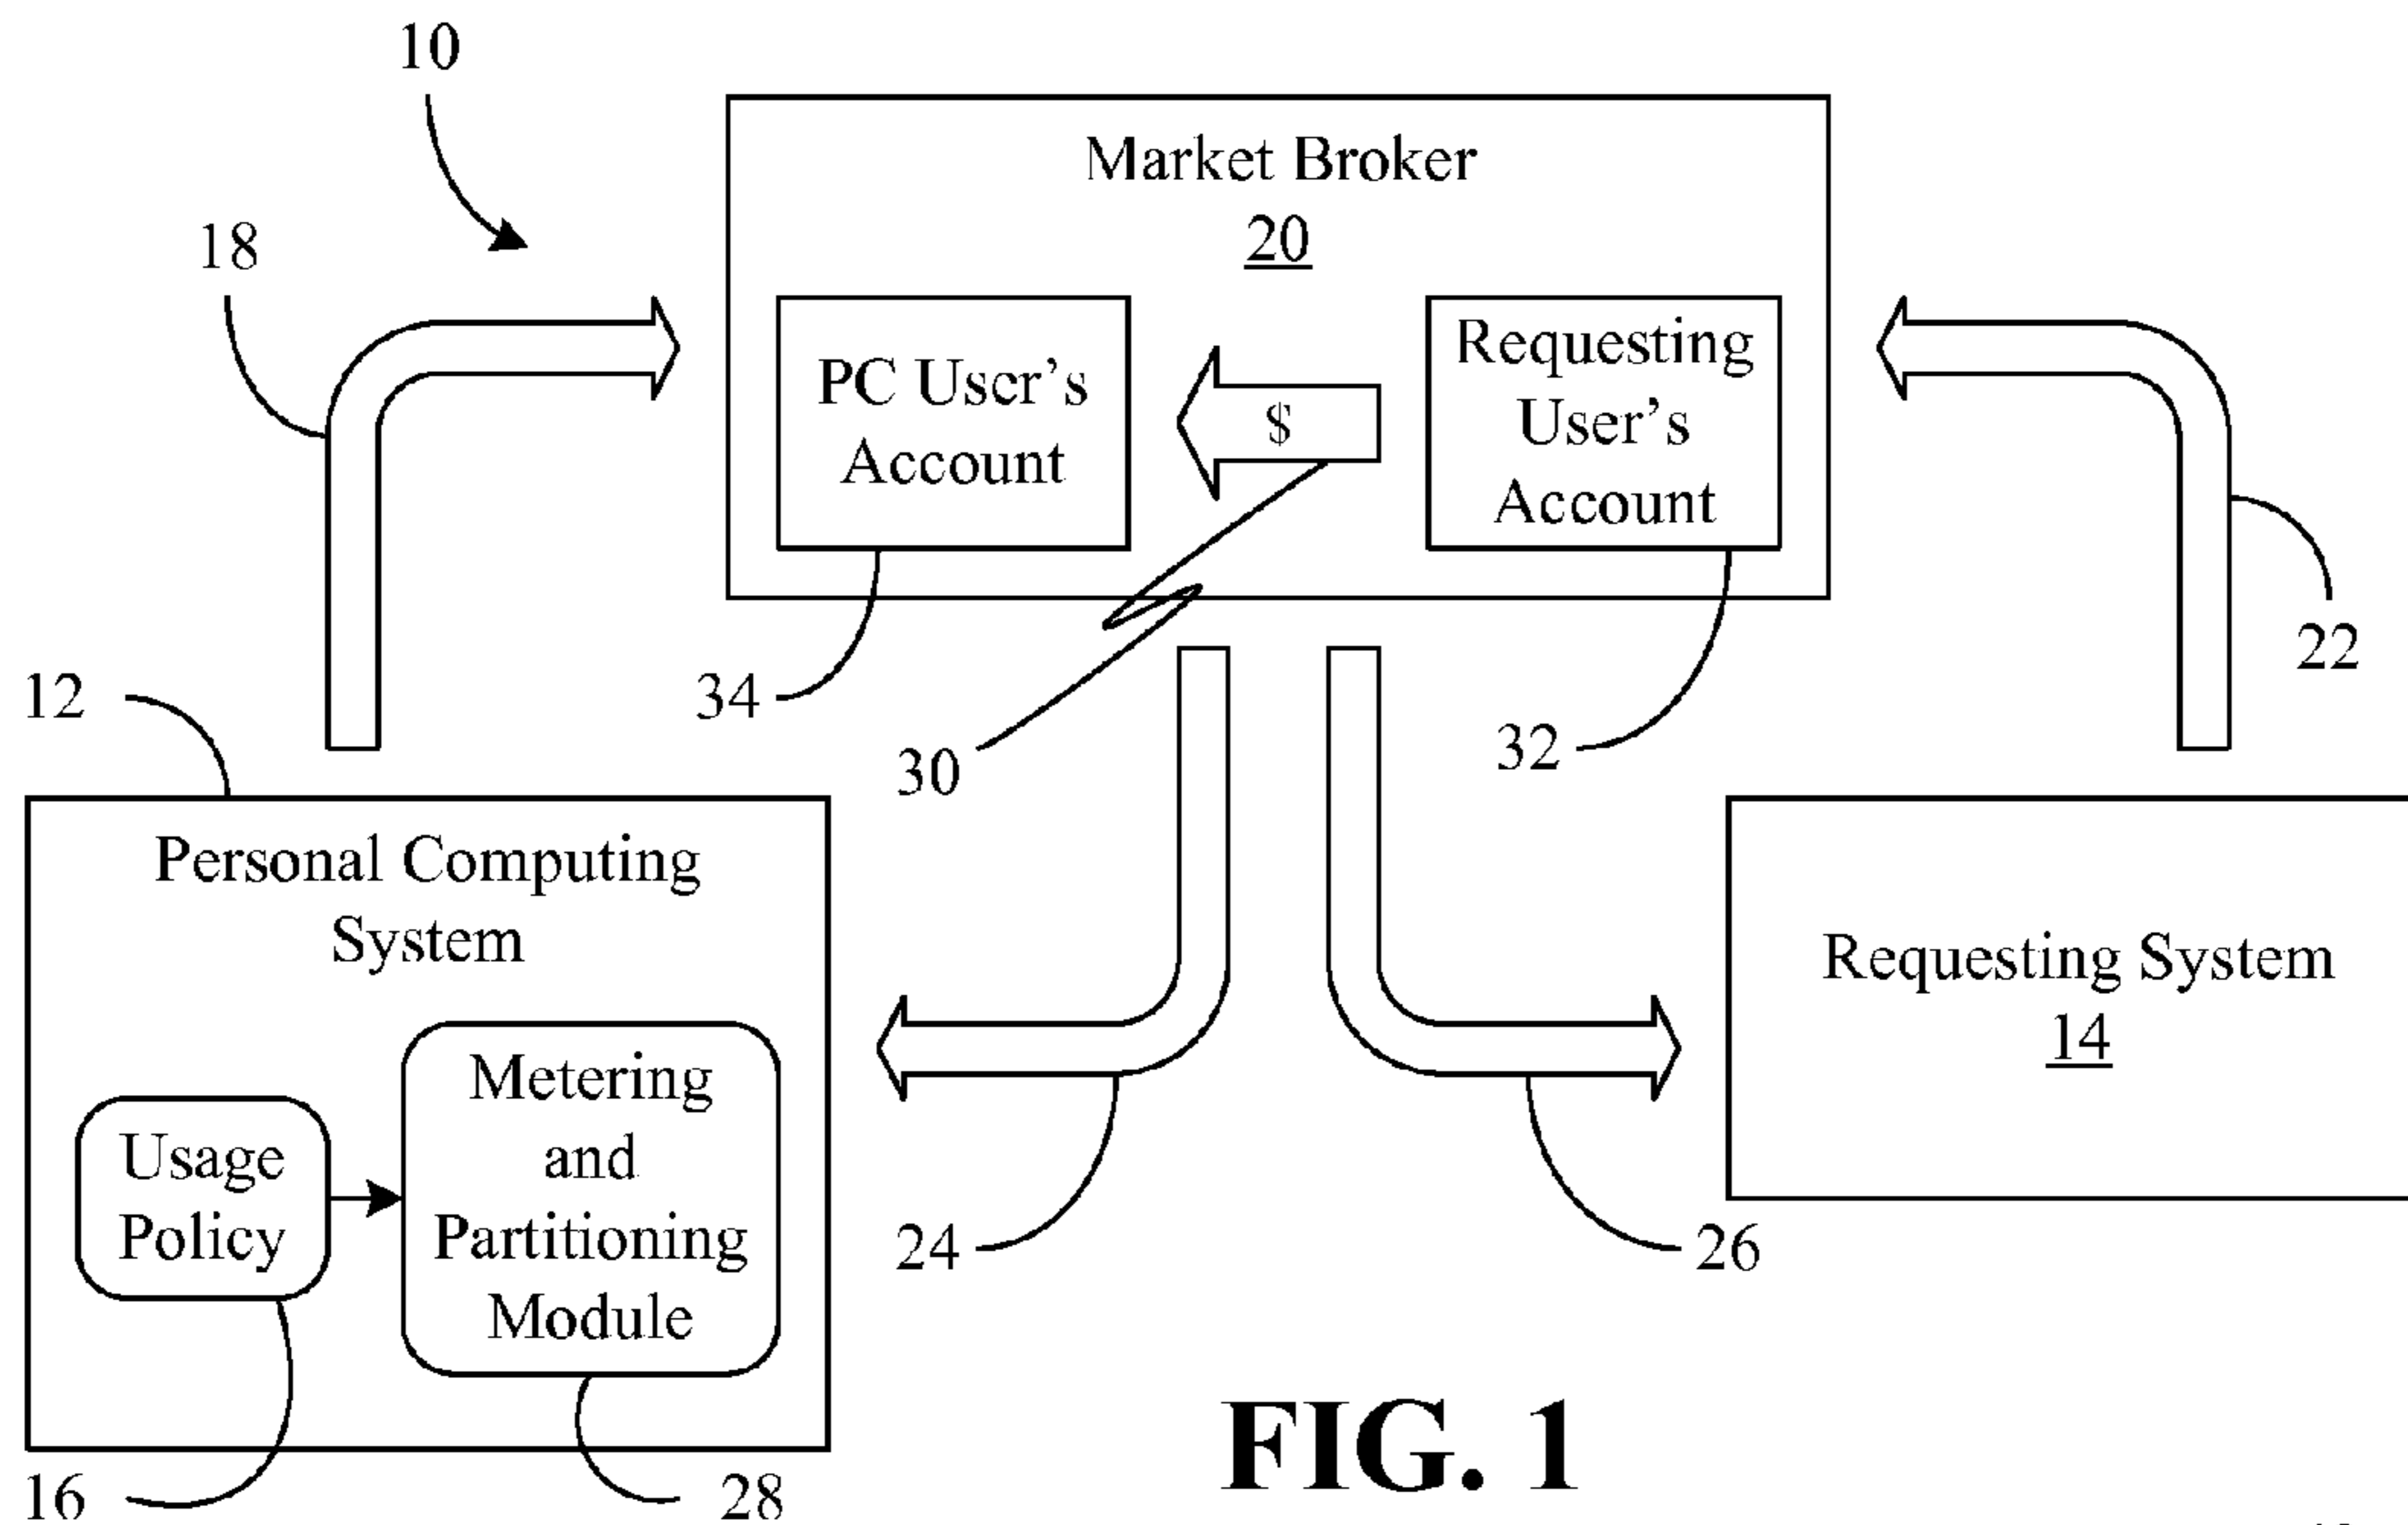 10
18
Market Broker
20
PC User's
Account
$
Requesting
User's
Account
22
12
34
30
32
Personal Computing
System
Usage
Policy
Metering
and
Partitioning
Module
Requesting System
14
24
26
16
28
FIG. 1